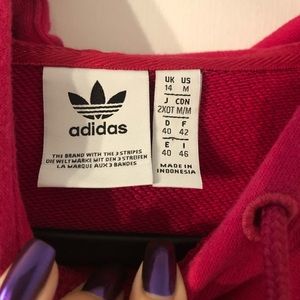 adidas
THE BRAND WITH THE 3 STRIPES
DIE WELTMARKE MIT DEN 3 STREIFEN
LA MARQUE AUX 3 BANDES
UK US
14 M
J CDN
2XOT M/M
D F
40 42
E I
40 46
MADE IN
INDONESIA